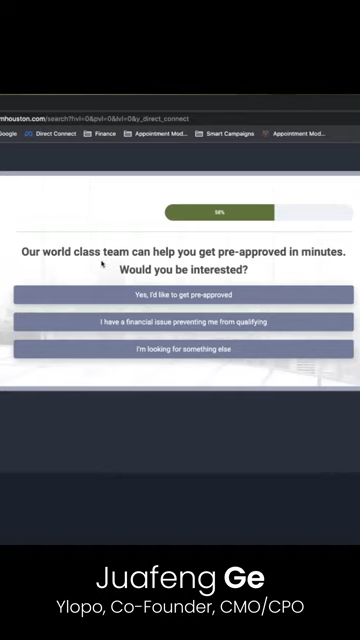 mhouston.com/search?hvl=0&pvl=0&lvl=0&y_direct_connect
Google Direct Connect Finance Appointment Mod... Smart Campaigns Appointment Mod...
58%
Our world class team can help you get pre-approved in minutes.
Would you be interested?
Yes, I'd like to get pre-approved
I have a financial issue preventing me from qualifying
I'm looking for something else
Juafeng Ge
Ylopo, Co-Founder, CMO/CPO